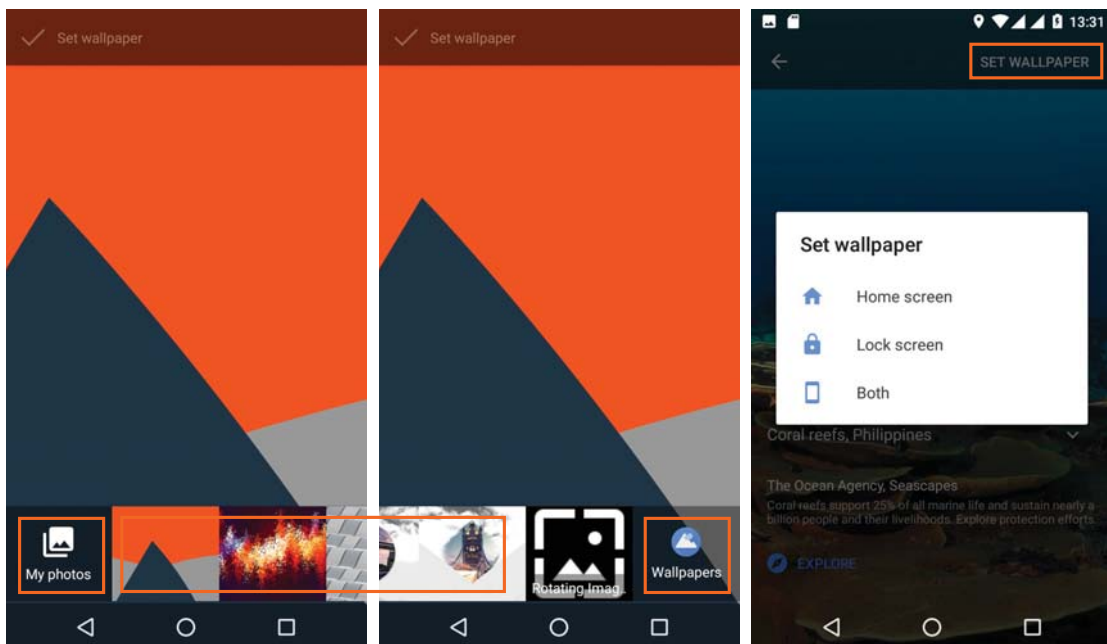 Set wallpaper
My photos
Set wallpaper
Rotating Imag..
Wallpapers
13:31
SET WALLPAPER
Set wallpaper
Home screen
Lock screen
Both
Coral reefs, Philippines
The Ocean Agency, Seascapes
Coral reefs support 25% of all marine life and sustain nearly a
billion people and their livelihoods. Explore protection efforts.
EXPLORE